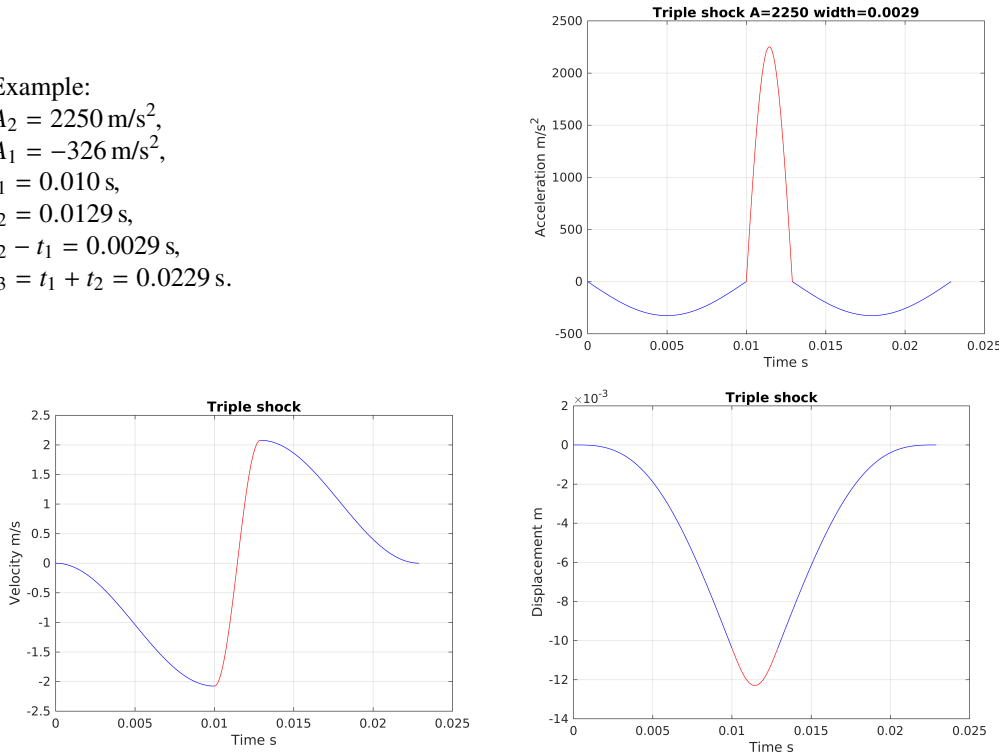 Example:
A₂ = 2250 m/s²,
A₁ = −326 m/s²,
₁ = 0.010 s,
₂ = 0.0129 s,
₂ − t₁ = 0.0029 s,
₃ = t₁ + t₂ = 0.0229 s.
Triple shock A=2250 width=0.0029
Acceleration m/s²
2500
2000
1500
1000
500
0
-500
0 0.005 0.01 0.015 0.02 0.025
Time s
Triple shock
Velocity m/s
2.5
2
1.5
1
0.5
0
-0.5
-1
-1.5
-2
-2.5
0 0.005 0.01 0.015 0.02 0.025
Time s
×10⁻³
Triple shock
Displacement m
2
0
-2
-4
-6
-8
-10
-12
-14
0 0.005 0.01 0.015 0.02 0.025
Time s